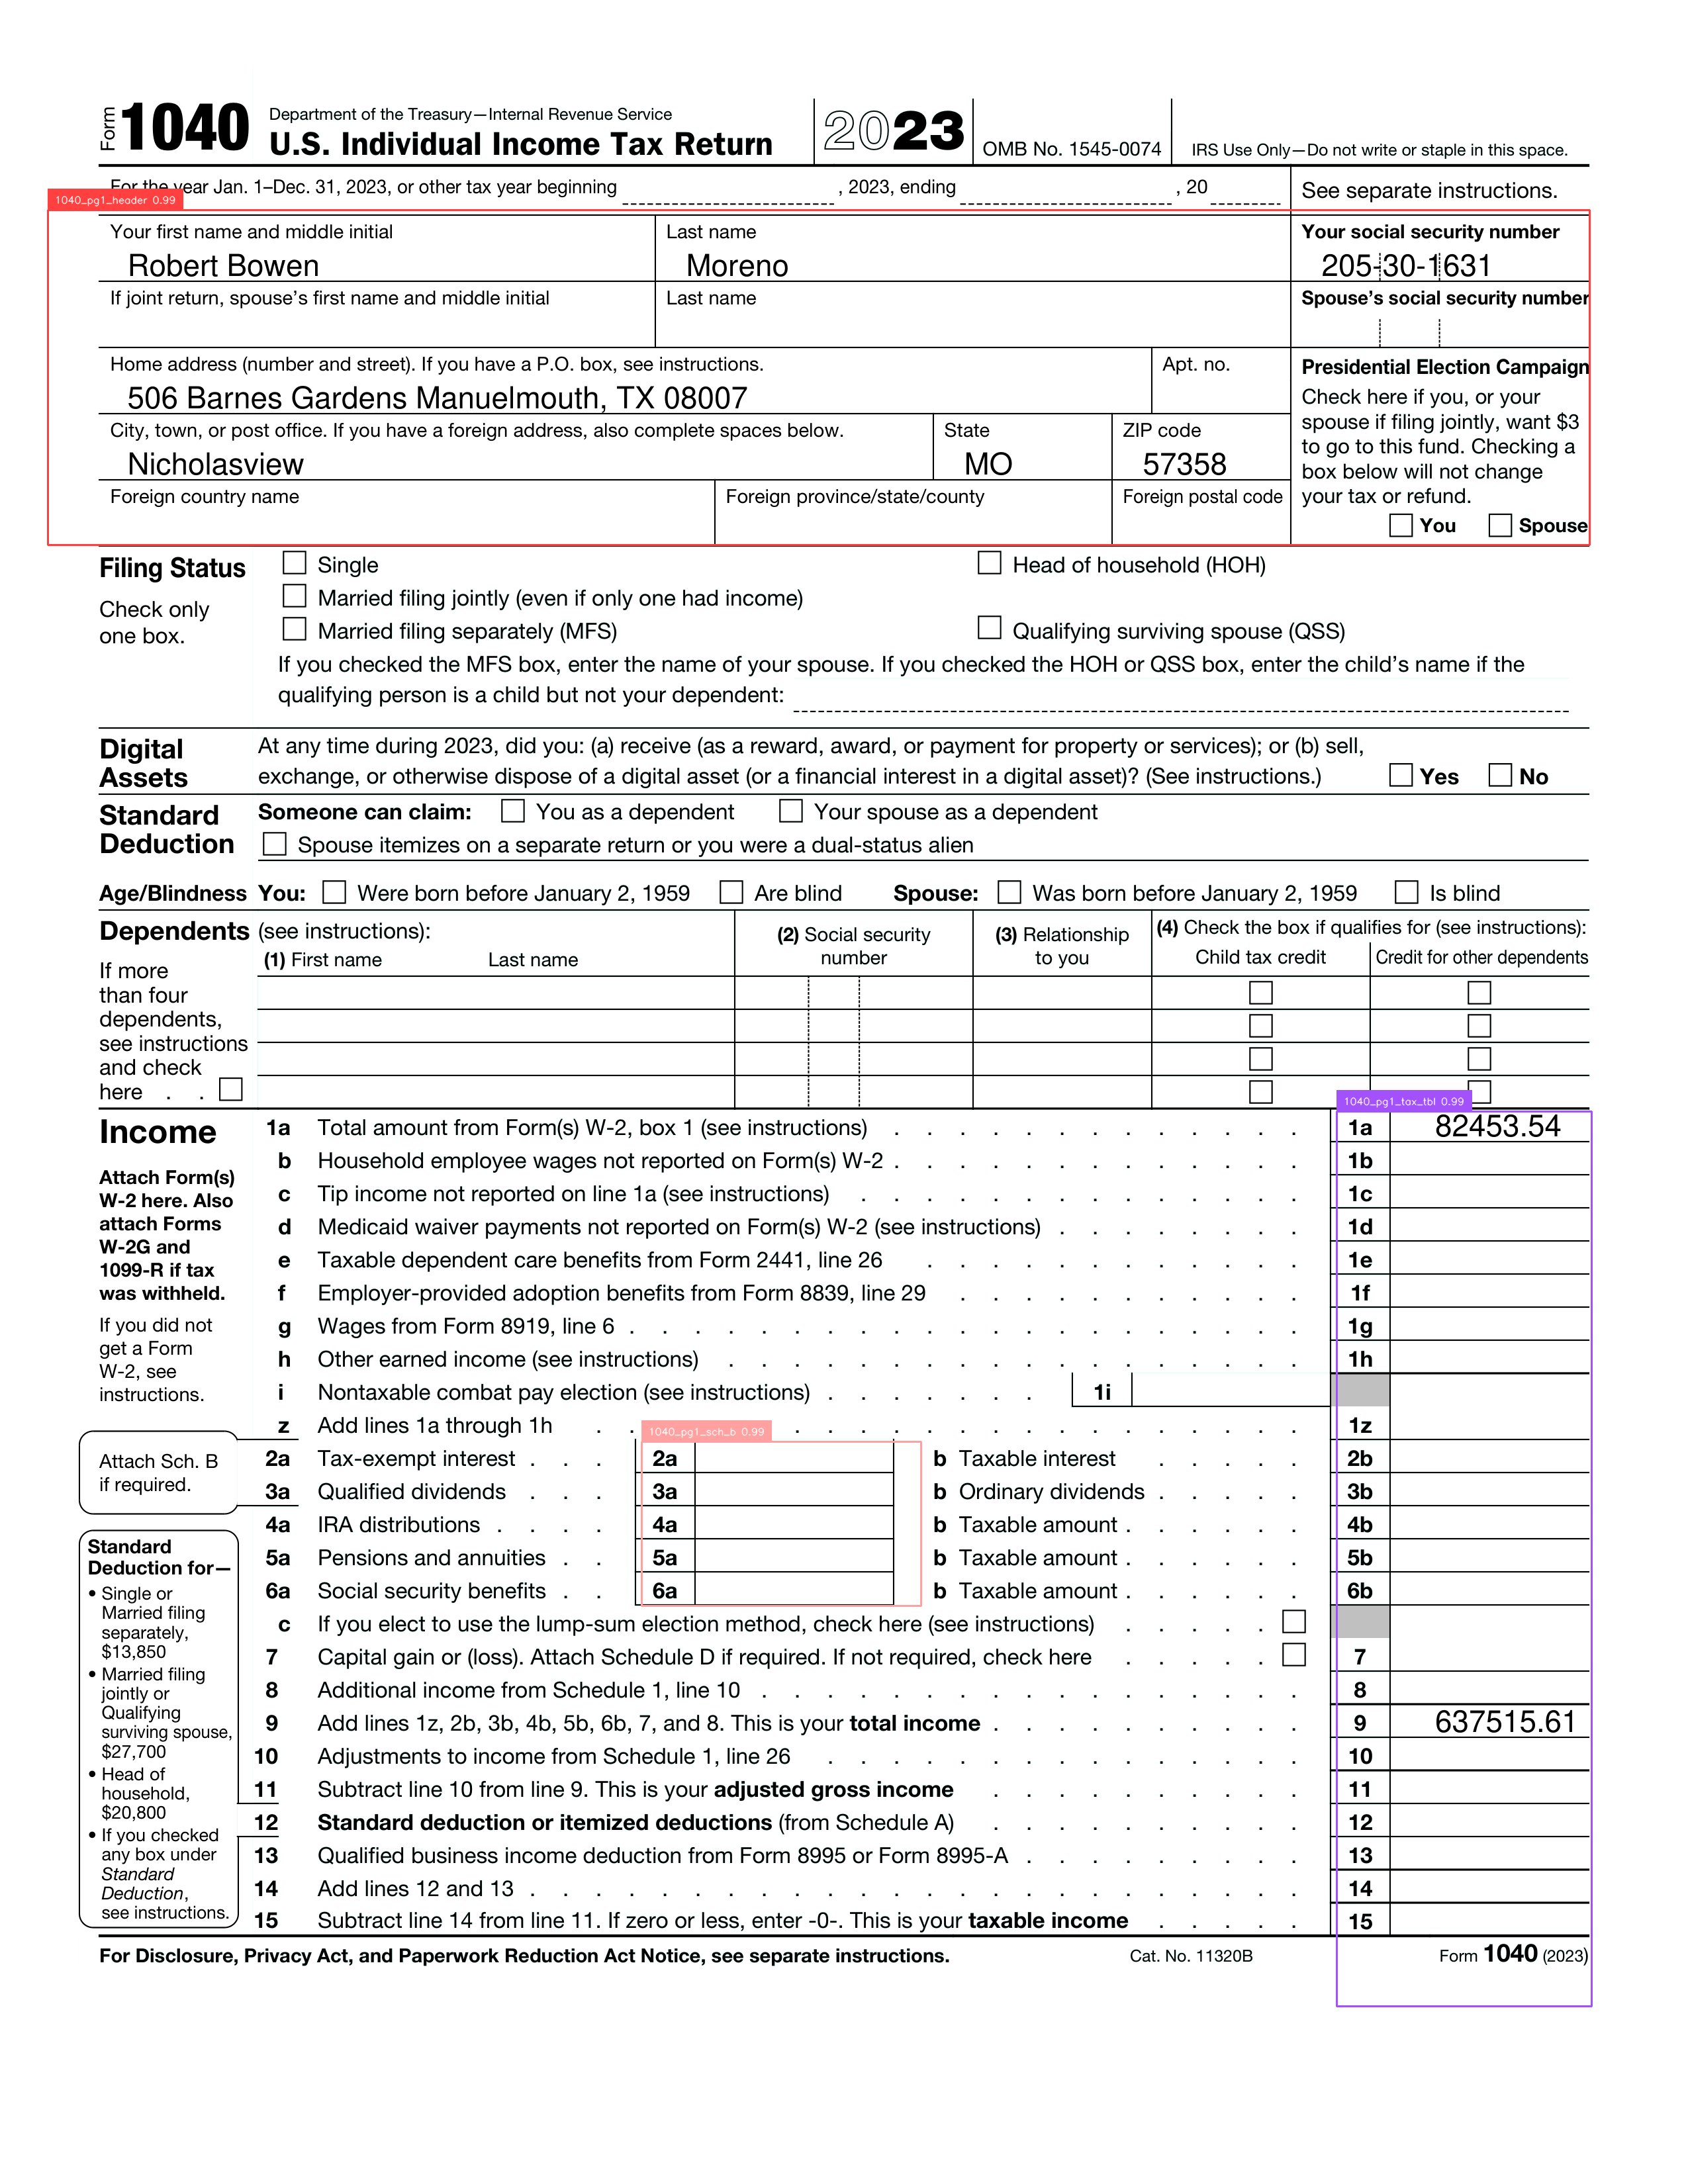 Form 1040 Department of the Treasury—Internal Revenue Service
U.S. Individual Income Tax Return 2023 OMB No. 1545-0074 IRS Use Only—Do not write or staple in this space.
For the year Jan. 1–Dec. 31, 2023, or other tax year beginning , 2023, ending , 20 See separate instructions.
1040_pg1_header 0.99
Your first name and middle initial Last name Your social security number
Robert Bowen Moreno 205-30-1631
If joint return, spouse’s first name and middle initial Last name Spouse’s social security number
Home address (number and street). If you have a P.O. box, see instructions. Apt. no.
506 Barnes Gardens Manuelmouth, TX 08007
City, town, or post office. If you have a foreign address, also complete spaces below. State ZIP code
Nicholasview MO 57358
Foreign country name Foreign province/state/county Foreign postal code
Presidential Election Campaign
Check here if you, or your
spouse if filing jointly, want $3
to go to this fund. Checking a
box below will not change
your tax or refund.
You Spouse
Filing Status
Check only
one box.
Single Head of household (HOH)
Married filing jointly (even if only one had income)
Married filing separately (MFS) Qualifying surviving spouse (QSS)
If you checked the MFS box, enter the name of your spouse. If you checked the HOH or QSS box, enter the child’s name if the
qualifying person is a child but not your dependent:
Digital
Assets
At any time during 2023, did you: (a) receive (as a reward, award, or payment for property or services); or (b) sell,
exchange, or otherwise dispose of a digital asset (or a financial interest in a digital asset)? (See instructions.) Yes No
Standard
Deduction
Someone can claim: You as a dependent Your spouse as a dependent
Spouse itemizes on a separate return or you were a dual-status alien
Age/Blindness You: Were born before January 2, 1959 Are blind Spouse: Was born before January 2, 1959 Is blind
Dependents (see instructions):
(1) First name Last name
(2) Social security
number
(3) Relationship
to you
(4) Check the box if qualifies for (see instructions):
Child tax credit Credit for other dependents
If more
than four
dependents,
see instructions
and check
here . .
1040_pg1_tax_tbl 0.99
Income
Attach Form(s)
W-2 here. Also
attach Forms
W-2G and
1099-R if tax
was withheld.
If you did not
get a Form
W-2, see
instructions.
1a Total amount from Form(s) W-2, box 1 (see instructions) 1a 82453.54
b Household employee wages not reported on Form(s) W-2 1b
c Tip income not reported on line 1a (see instructions) 1c
d Medicaid waiver payments not reported on Form(s) W-2 (see instructions) 1d
e Taxable dependent care benefits from Form 2441, line 26 1e
f Employer-provided adoption benefits from Form 8839, line 29 1f
g Wages from Form 8919, line 6 1g
h Other earned income (see instructions) 1h
i Nontaxable combat pay election (see instructions) 1i
z Add lines 1a through 1h 1z
1040_pg1_sch_b 0.99
Attach Sch. B
if required.
2a Tax-exempt interest 2a b Taxable interest 2b
3a Qualified dividends 3a b Ordinary dividends 3b
4a IRA distributions 4a b Taxable amount 4b
5a Pensions and annuities 5a b Taxable amount 5b
6a Social security benefits 6a b Taxable amount 6b
c If you elect to use the lump-sum election method, check here (see instructions)
7 Capital gain or (loss). Attach Schedule D if required. If not required, check here 7
8 Additional income from Schedule 1, line 10 8
9 Add lines 1z, 2b, 3b, 4b, 5b, 6b, 7, and 8. This is your total income 9 637515.61
10 Adjustments to income from Schedule 1, line 26 10
11 Subtract line 10 from line 9. This is your adjusted gross income 11
12 Standard deduction or itemized deductions (from Schedule A) 12
13 Qualified business income deduction from Form 8995 or Form 8995-A 13
14 Add lines 12 and 13 14
15 Subtract line 14 from line 11. If zero or less, enter -0-. This is your taxable income 15
Standard
Deduction for—
• Single or
Married filing
separately,
$13,850
• Married filing
jointly or
Qualifying
surviving spouse,
$27,700
• Head of
household,
$20,800
• If you checked
any box under
Standard
Deduction,
see instructions.
For Disclosure, Privacy Act, and Paperwork Reduction Act Notice, see separate instructions. Cat. No. 11320B Form 1040 (2023)